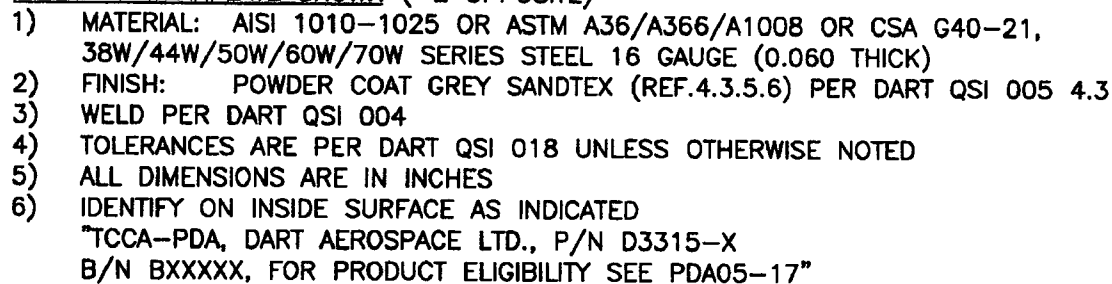 1) MATERIAL: AISI 1010-1025 OR ASTM A36/A366/A1008 OR CSA G40-21,
38W/44W/50W/60W/70W SERIES STEEL 16 GAUGE (0.060 THICK)
2) FINISH: POWDER COAT GREY SANDTEX (REF.4.3.5.6) PER DART QSI 005 4.3
3) WELD PER DART QSI 004
4) TOLERANCES ARE PER DART QSI 018 UNLESS OTHERWISE NOTED
5) ALL DIMENSIONS ARE IN INCHES
6) IDENTIFY ON INSIDE SURFACE AS INDICATED
"TCCA-PDA, DART AEROSPACE LTD., P/N D3315-X
B/N BXXXXX, FOR PRODUCT ELIGIBILITY SEE PDA05-17"